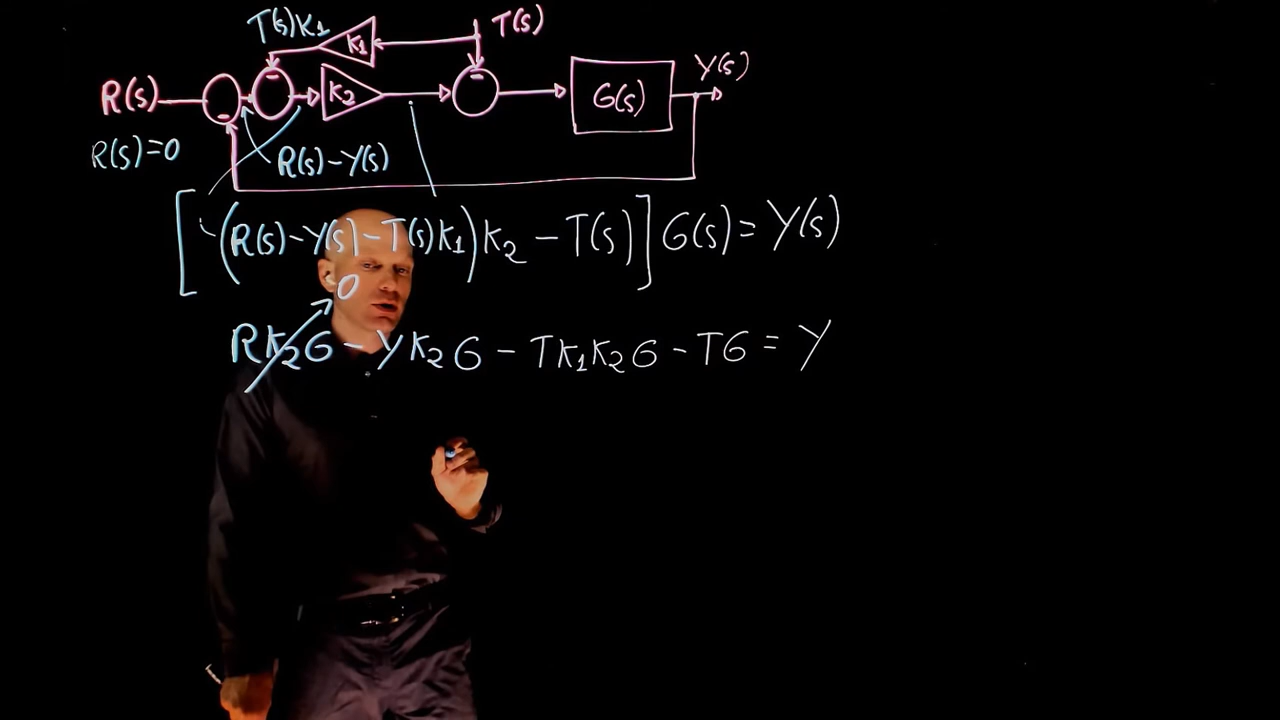 T(s)K₁ K₁ T(s)
R(s) K₂ G(s) Y(s)
R(s)=0 R(s)-Y(s)
[(R(s)-Y(s)-T(s)K₁)K₂-T(s)]G(s)=Y(s)
0
RK₂G-YK₂G-TK₁K₂G-TG=Y